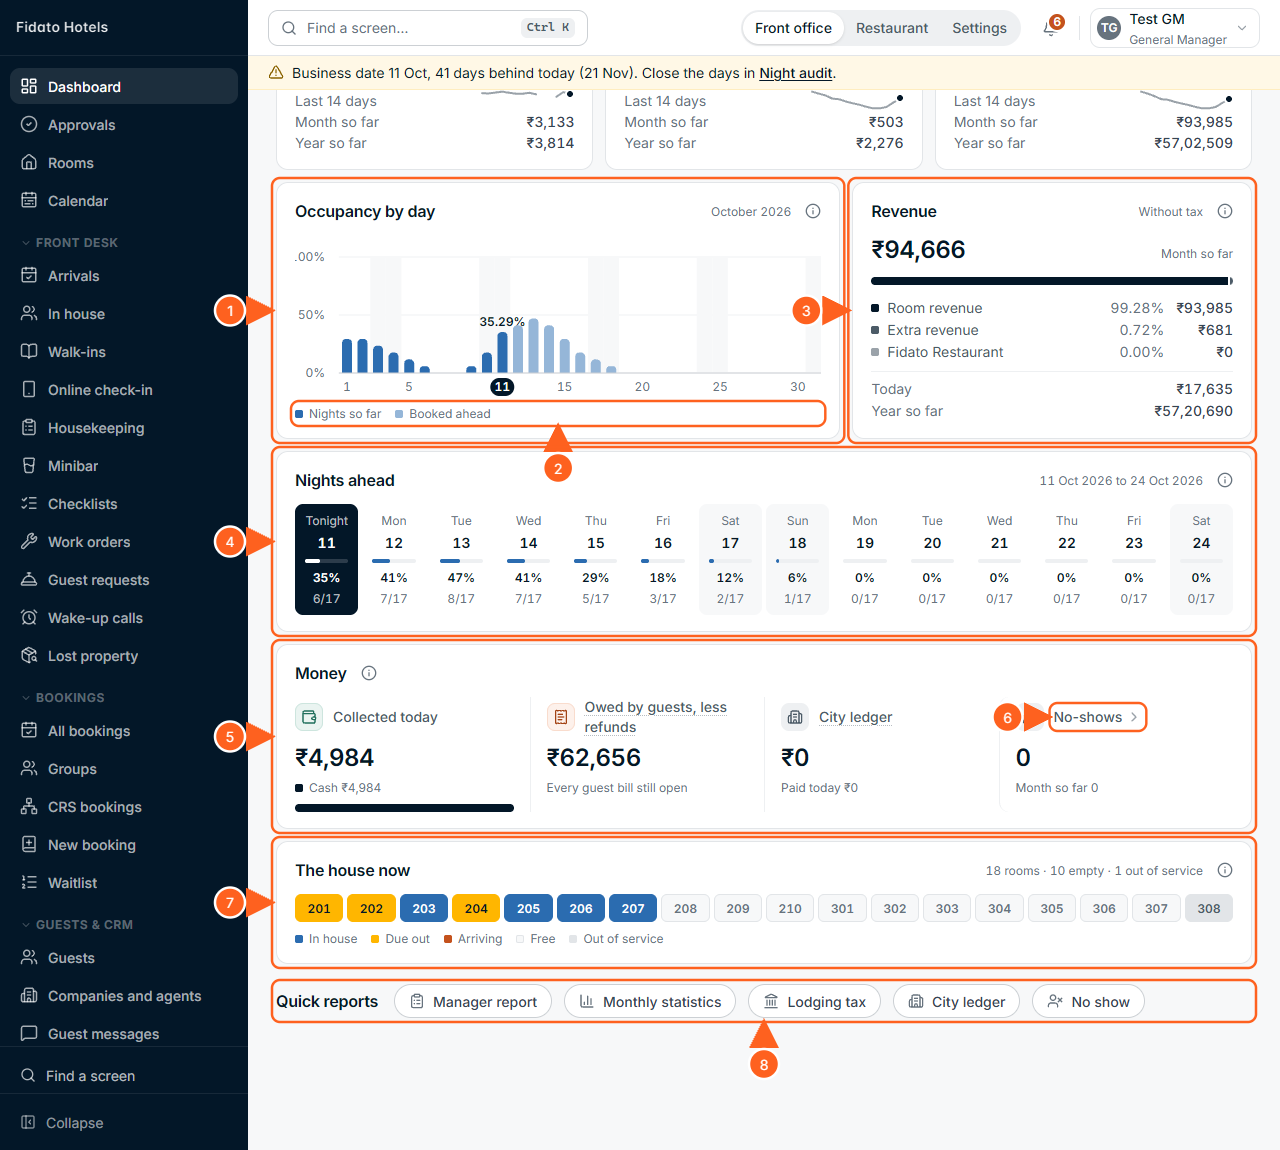 Fidato Hotels
Find a screen...
Ctrl K
Front office
Restaurant
Settings
6
TG
Test GM
General Manager
Business date 11 Oct, 41 days behind today (21 Nov). Close the days in Night audit.
Dashboard
Approvals
Rooms
Calendar
FRONT DESK
Arrivals
In house
Walk-ins
Online check-in
Housekeeping
Minibar
Checklists
Work orders
Guest requests
Wake-up calls
Lost property
BOOKINGS
All bookings
Groups
CRS bookings
New booking
Waitlist
GUESTS & CRM
Guests
Companies and agents
Guest messages
Find a screen
Collapse
Last 14 days
Month so far ₹3,133
Year so far ₹3,814
Last 14 days
Month so far ₹503
Year so far ₹2,276
Last 14 days
Month so far ₹93,985
Year so far ₹57,02,509
1
Occupancy by day
October 2026
.00%
50%
0%
35.29%
1 5 11 15 20 25 30
Nights so far Booked ahead
2
3
Revenue
Without tax
₹94,666
Month so far
Room revenue 99.28% ₹93,985
Extra revenue 0.72% ₹681
Fidato Restaurant 0.00% ₹0
Today ₹17,635
Year so far ₹57,20,690
4
Nights ahead
11 Oct 2026 to 24 Oct 2026
Tonight Mon Tue Wed Thu Fri Sat Sun Mon Tue Wed Thu Fri Sat
11 12 13 14 15 16 17 18 19 20 21 22 23 24
35% 41% 47% 41% 29% 18% 12% 6% 0% 0% 0% 0% 0% 0%
6/17 7/17 8/17 7/17 5/17 3/17 2/17 1/17 0/17 0/17 0/17 0/17 0/17 0/17
5
Money
Collected today
₹4,984
Cash ₹4,984
Owed by guests, less
refunds
₹62,656
Every guest bill still open
City ledger
₹0
Paid today ₹0
6
No-shows
0
Month so far 0
7
The house now
18 rooms · 10 empty · 1 out of service
201 202 203 204 205 206 207 208 209 210 301 302 303 304 305 306 307 308
In house Due out Arriving Free Out of service
Quick reports
Manager report
Monthly statistics
Lodging tax
City ledger
No show
8